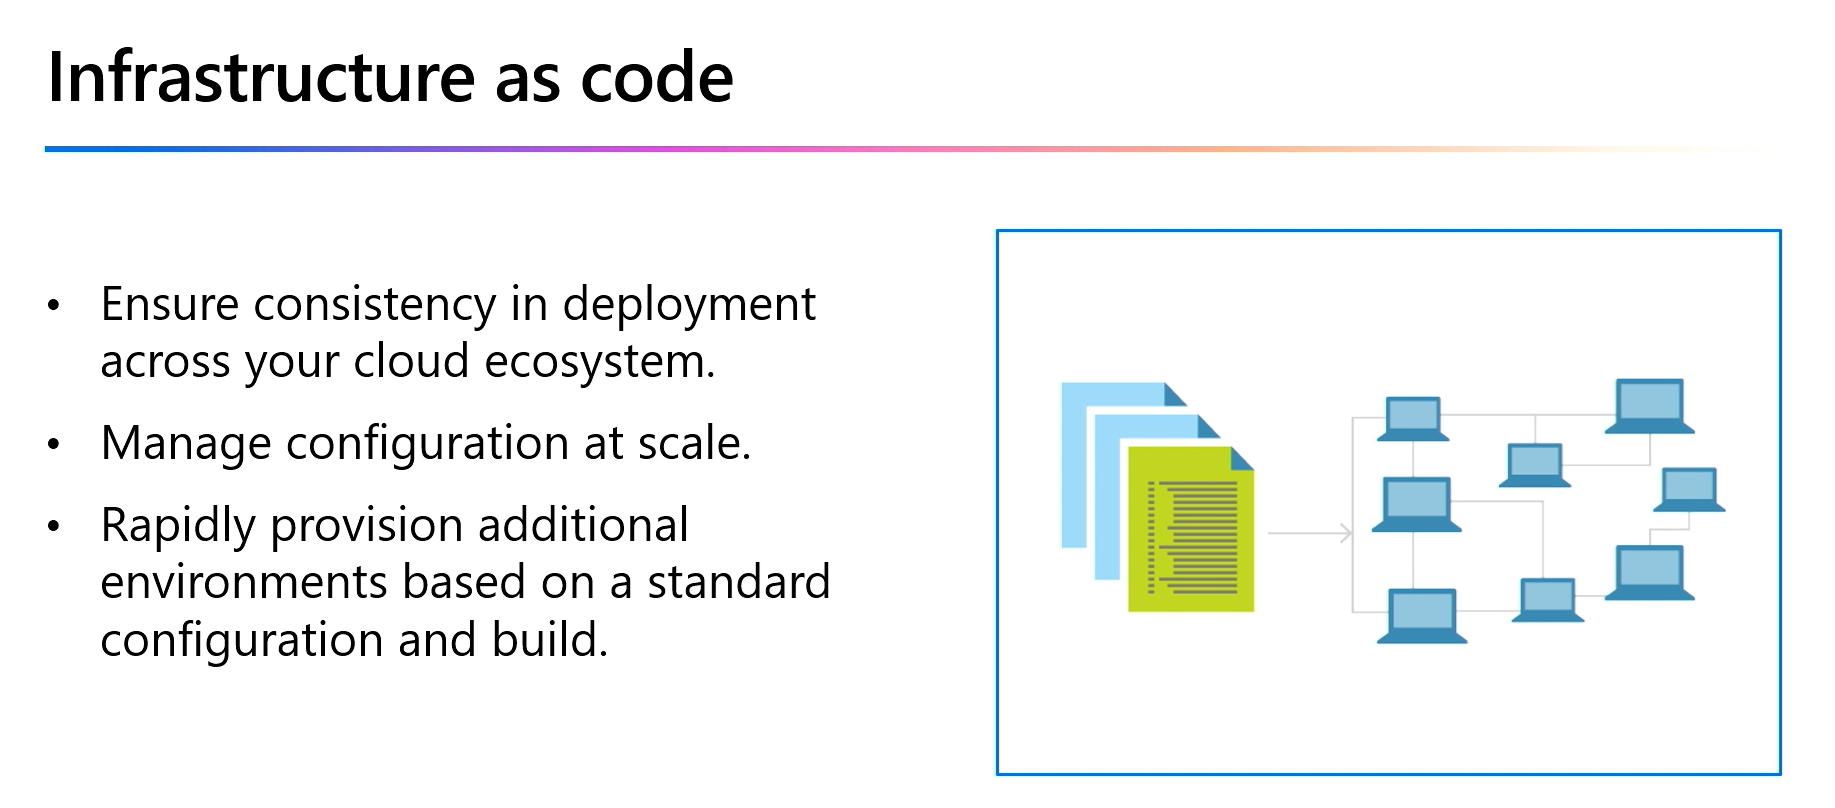 Infrastructure as code
• Ensure consistency in deployment
across your cloud ecosystem.
• Manage configuration at scale.
• Rapidly provision additional
environments based on a standard
configuration and build.